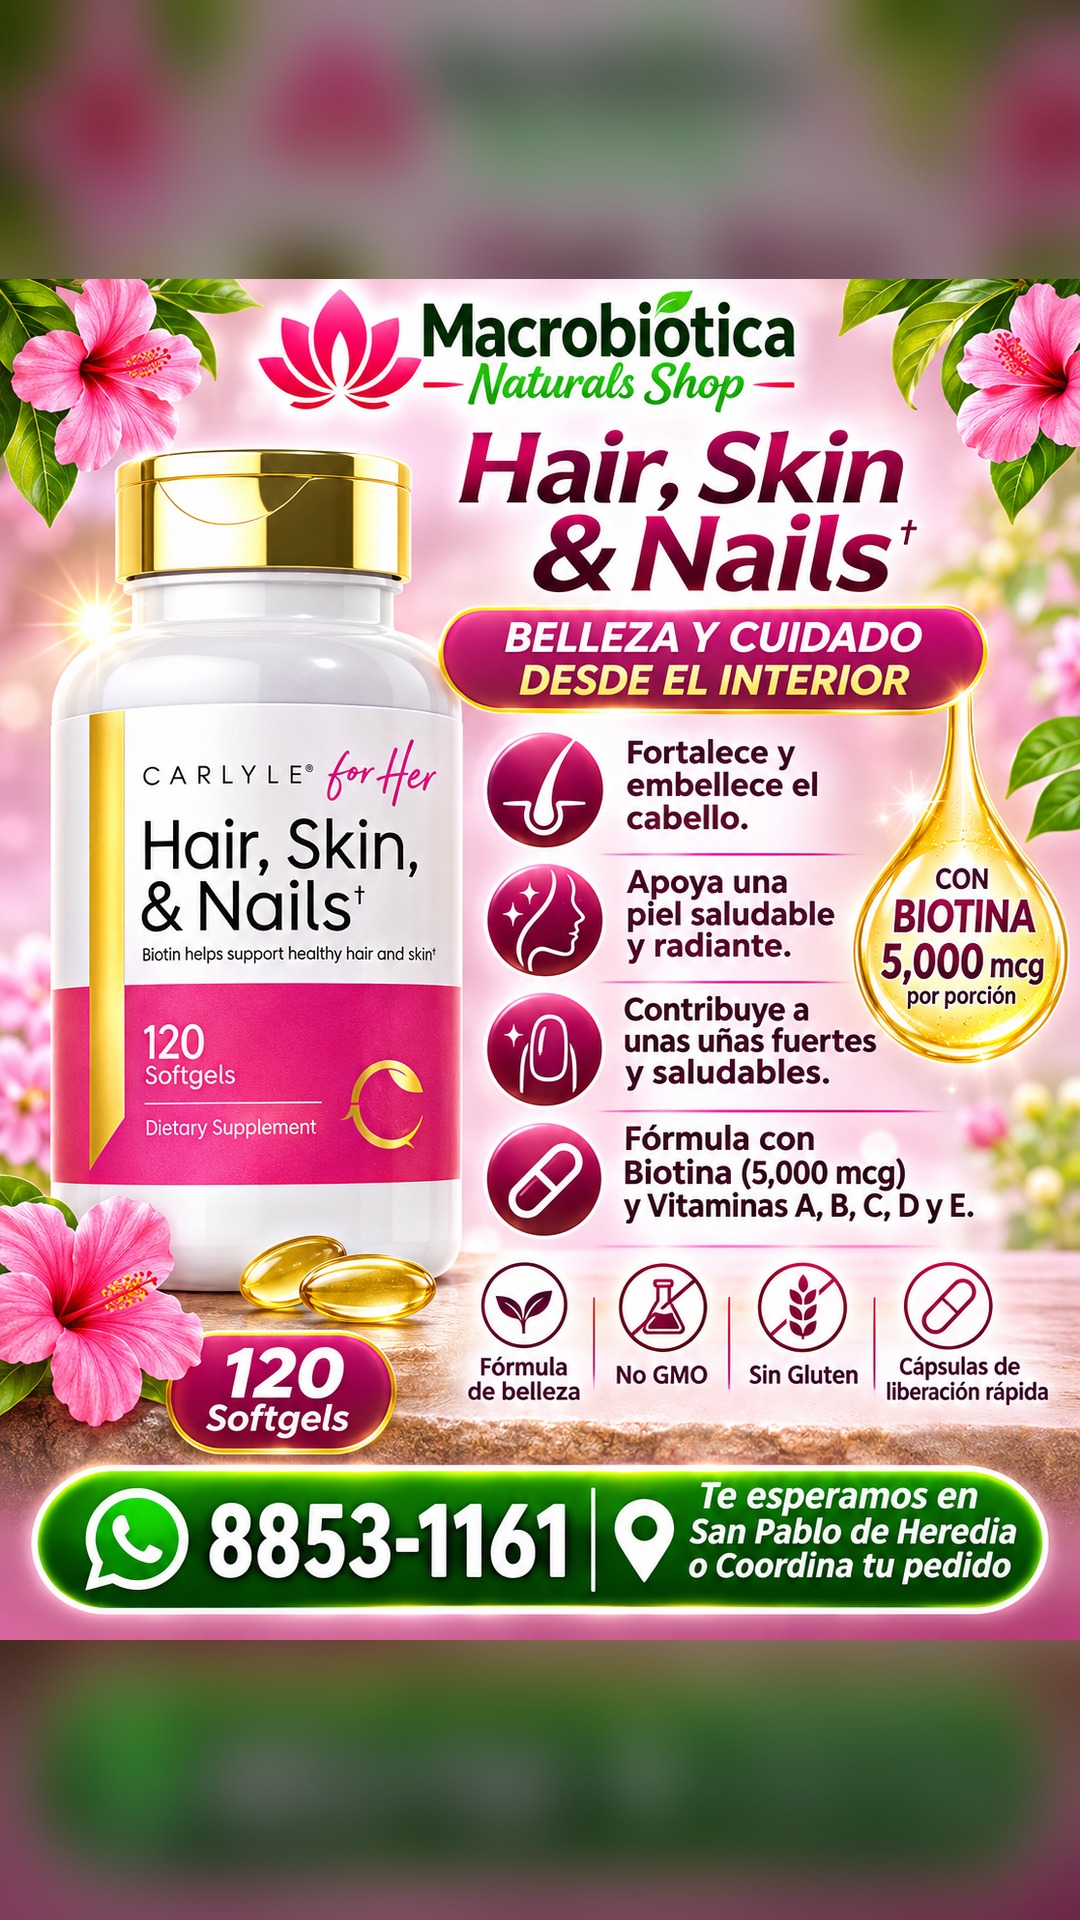 Macrobiótica
Naturals Shop
Hair, Skin
& Nails†
BELLEZA Y CUIDADO
DESDE EL INTERIOR
CARLYLE® for Her
Hair, Skin,
& Nails†
Biotin helps support healthy hair and skin†
120
Softgels
Dietary Supplement
Fortalece y
embellece el
cabello.
Apoya una
piel saludable
y radiante.
Contribuye a
unas uñas fuertes
y saludables.
Fórmula con
Biotina (5,000 mcg)
y Vitaminas A, B, C, D y E.
CON
BIOTINA
5,000 mcg
por porción
Fórmula
de belleza
No GMO
Sin Gluten
Cápsulas de
liberación rápida
120
Softgels
8853-1161
Te esperamos en
San Pablo de Heredia
o Coordina tu pedido